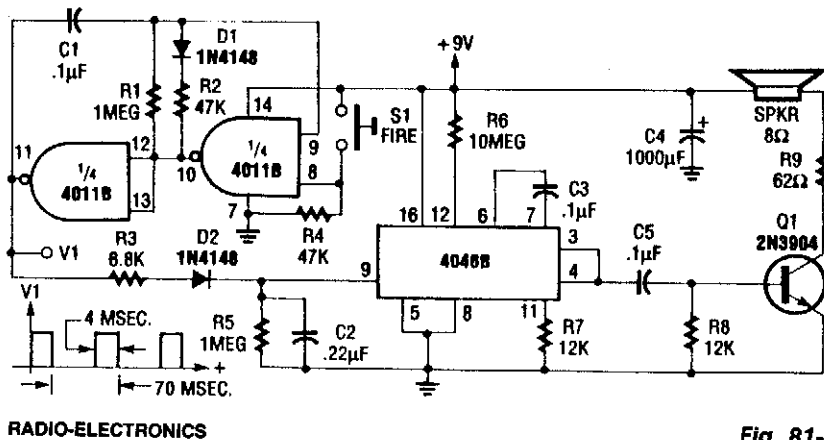 C1
.1µF
D1
1N4148
R1
1MEG
R2
47K
14
1/4
4011B
11
12
13
1/4
4011B
10
9
8
7
S1
FIRE
R4
47K
+9V
R6
10MEG
C4
1000µF
+
SPKR
8Ω
R9
62Ω
Q1
2N3904
C3
.1µF
16
12
6
7
3
4
4046B
9
5
8
11
C5
.1µF
R7
12K
R8
12K
V1
R3
6.8K
D2
1N4148
R5
1MEG
C2
.22µF
V1
4 MSEC.
+
70 MSEC.
RADIO-ELECTRONICS
Fig. 81-